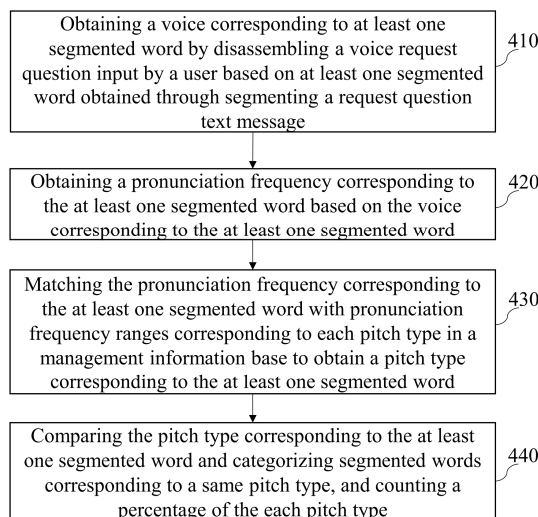 Obtaining a voice corresponding to at least one
segmented word by disassembling a voice request
question input by a user based on at least one segmented
word obtained through segmenting a request question
text message
410
Obtaining a pronunciation frequency corresponding to
the at least one segmented word based on the voice
corresponding to the at least one segmented word
420
Matching the pronunciation frequency corresponding to
the at least one segmented word with pronunciation
frequency ranges corresponding to each pitch type in a
management information base to obtain a pitch type
corresponding to the at least one segmented word
430
Comparing the pitch type corresponding to the at least
one segmented word and categorizing segmented words
corresponding to a same pitch type, and counting a
percentage of the each pitch type
440